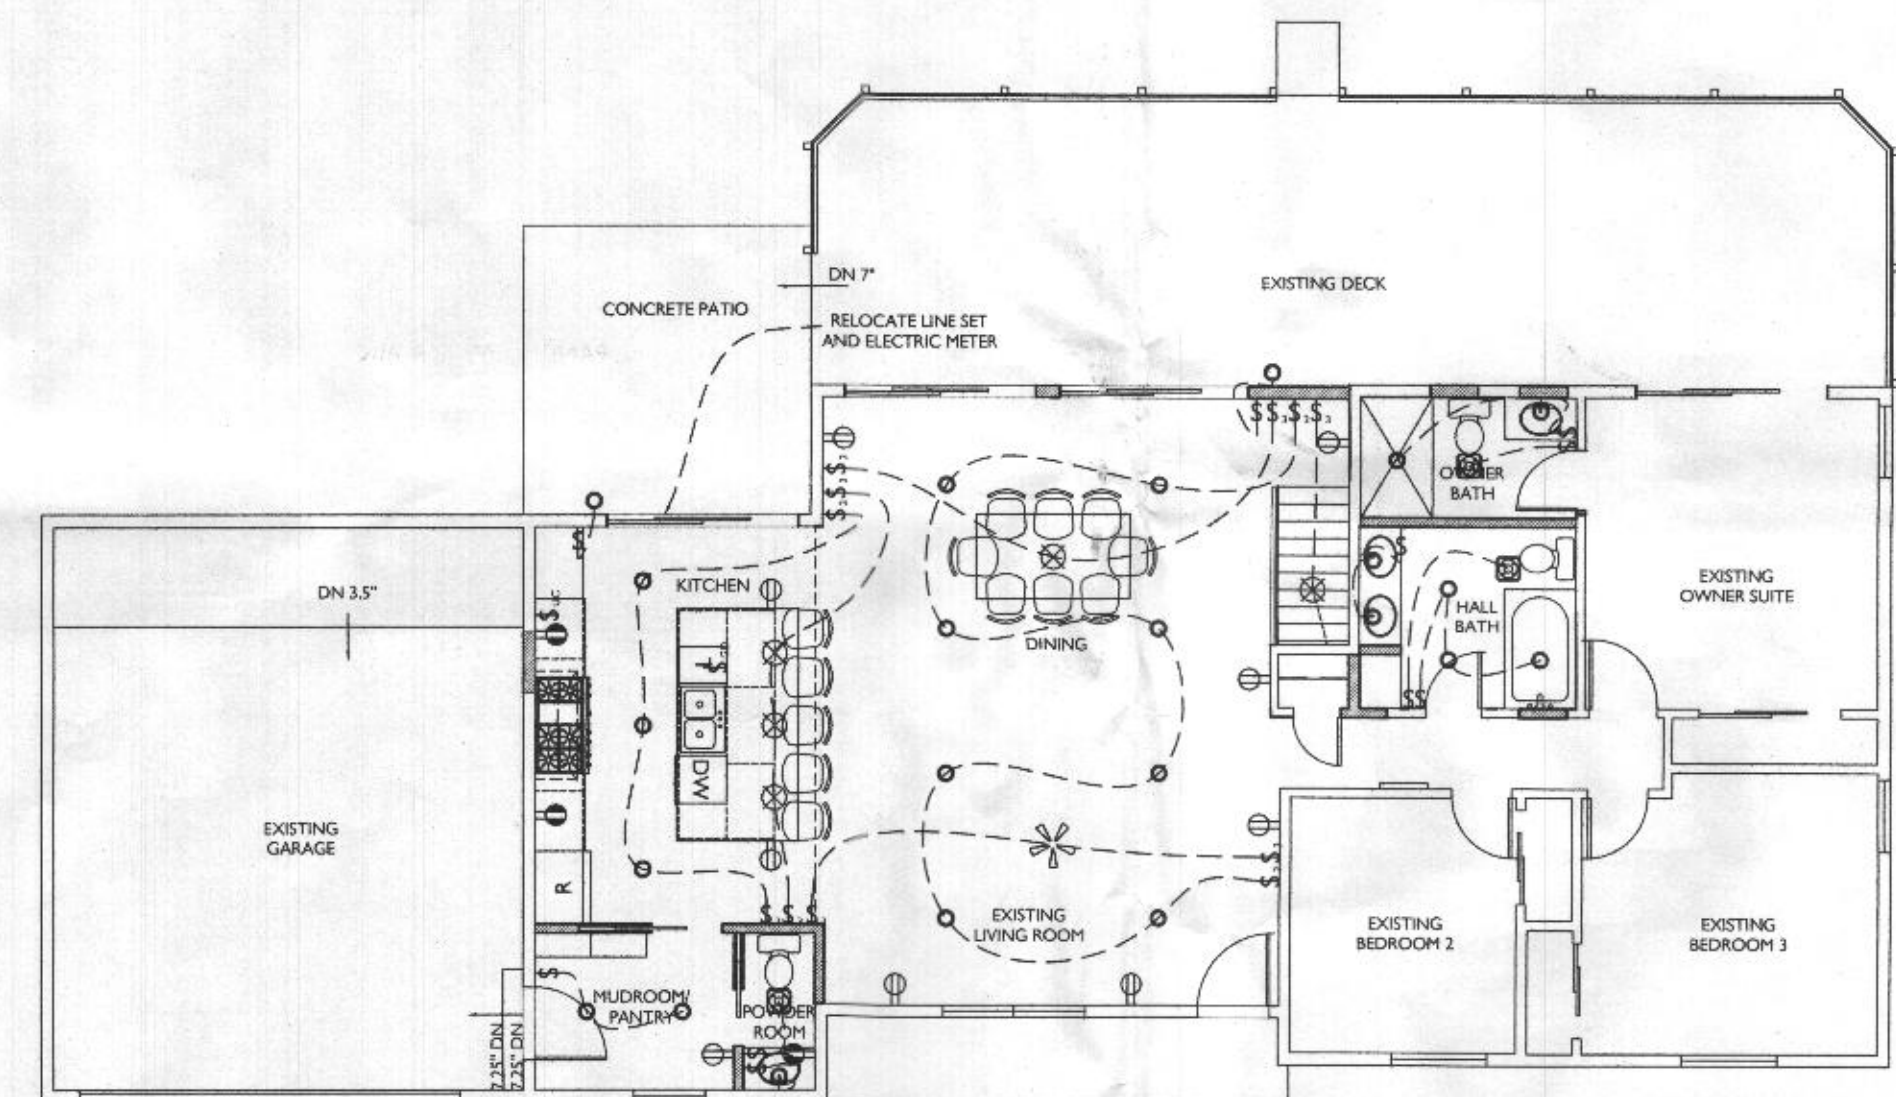 EXISTING DECK
DN 7"
CONCRETE PATIO
RELOCATE LINE SET
AND ELECTRIC METER
DN 3.5"
KITCHEN
DINING
OWNER
BATH
HALL
BATH
EXISTING
OWNER SUITE
DW
EXISTING
GARAGE
R
EXISTING
LIVING ROOM
EXISTING
BEDROOM 2
EXISTING
BEDROOM 3
MUDROOM/
PANTRY
POWDER
ROOM
7.25" DN
7.25" DN